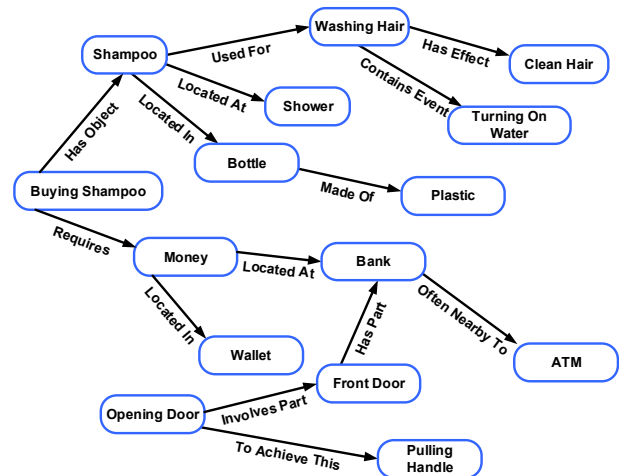 Washing Hair
Used For
Has Effect
Shampoo
Clean Hair
Located At
Contains Event
Shower
Turning On
Water
Has Object
Located In
Bottle
Buying Shampoo
Made Of
Plastic
Requires
Money
Located At
Bank
Located In
Has Part
Often Nearby To
Wallet
ATM
Front Door
Opening Door
Involves Part
To Achieve This
Pulling
Handle